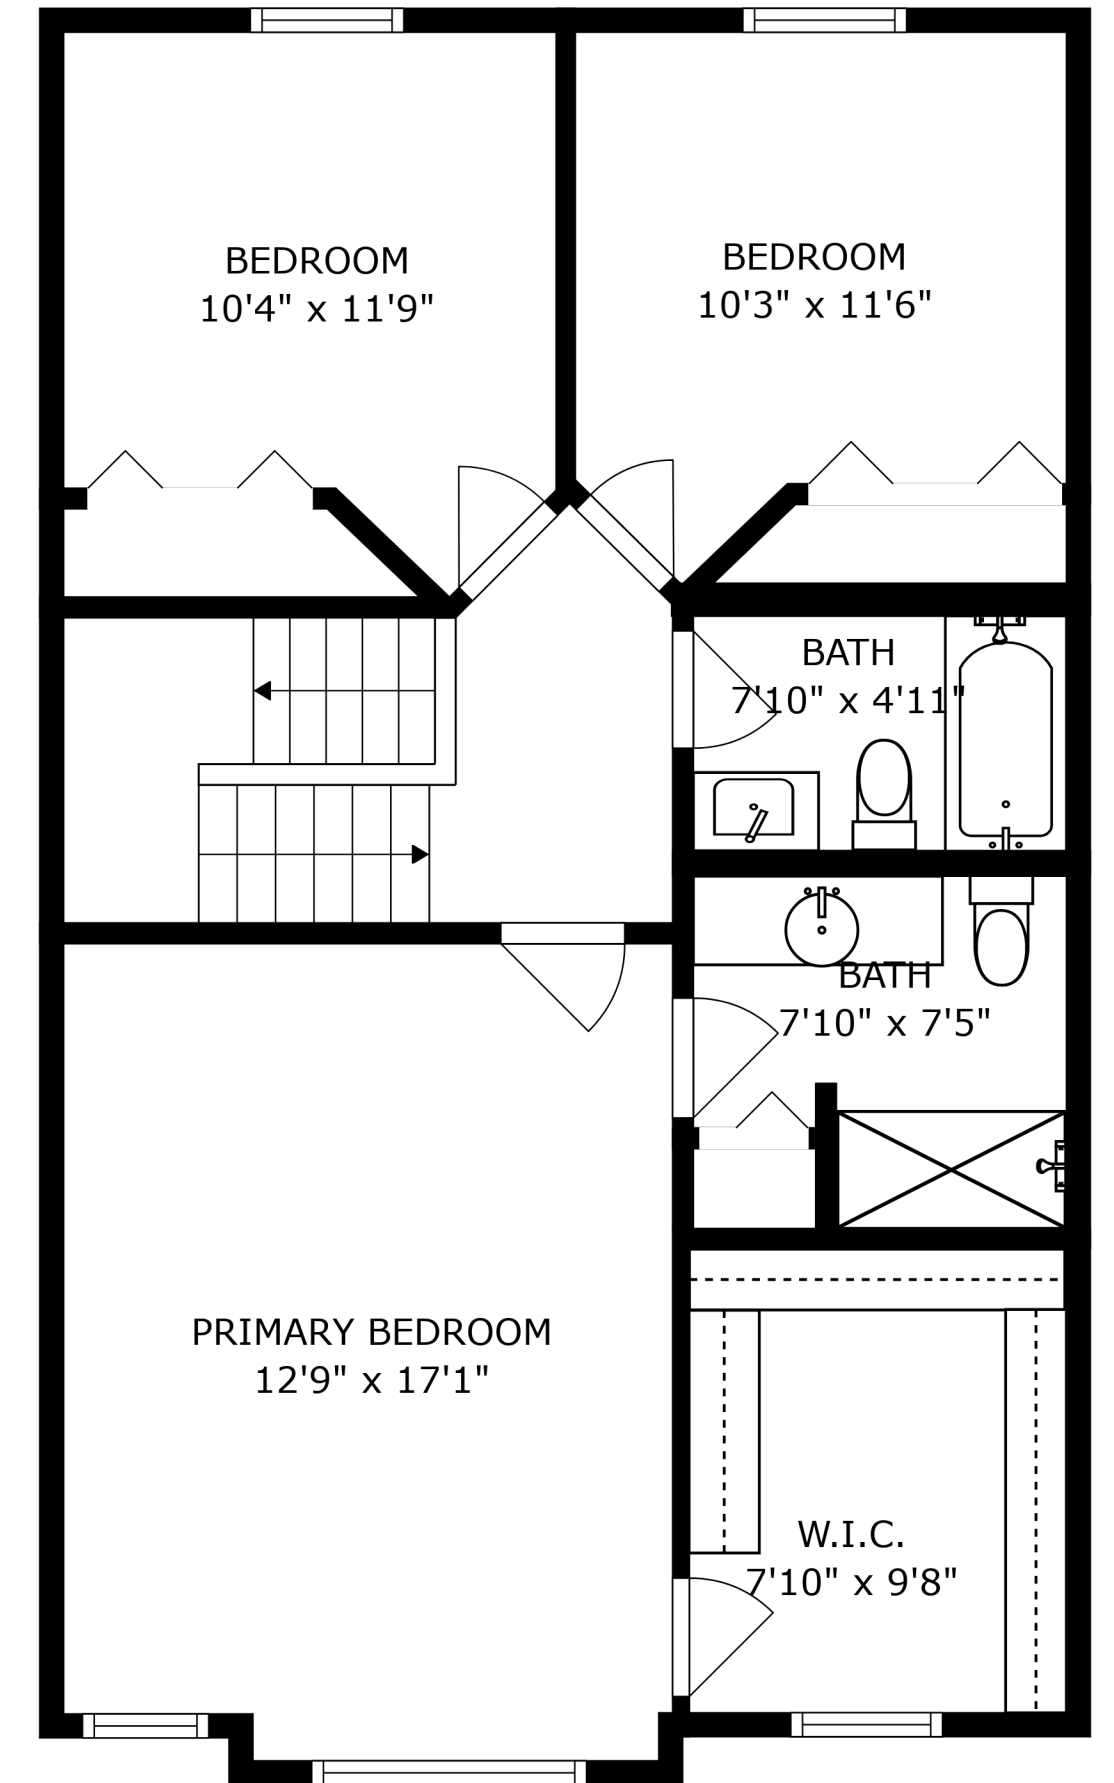 BEDROOM
10'4" x 11'9"
BEDROOM
10'3" x 11'6"
BATH
7'10" x 4'11"
BATH
7'10" x 7'5"
PRIMARY BEDROOM
12'9" x 17'1"
W.I.C.
7'10" x 9'8"